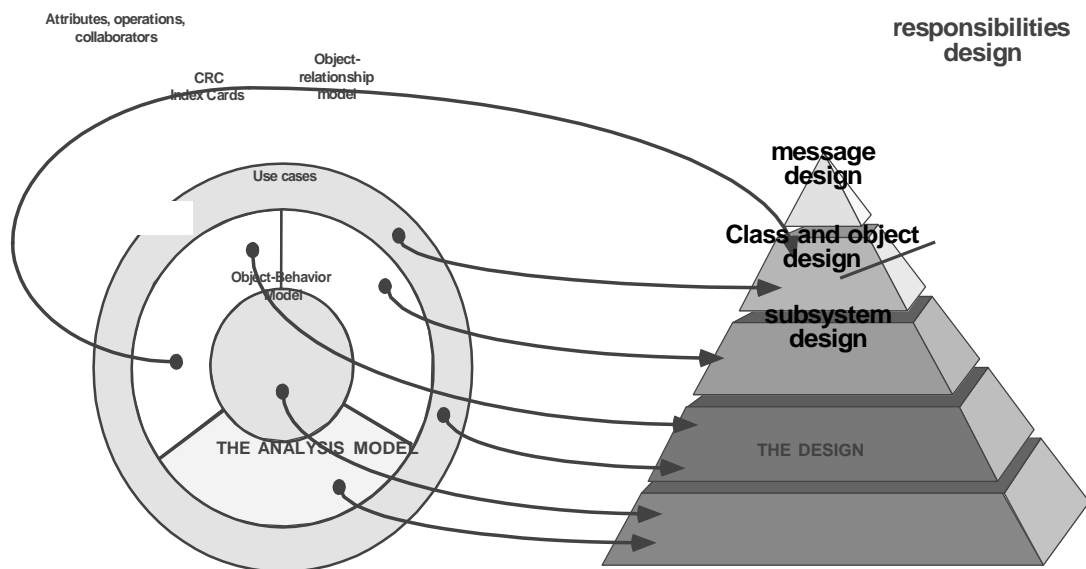 Attributes, operations,
collaborators
responsibilities
design
CRC
Index Cards
Object-
relationship
model
message
design
Use cases
Class and object
design
Object-Behavior
Model
subsystem
design
THE ANALYSIS MODEL
THE DESIGN